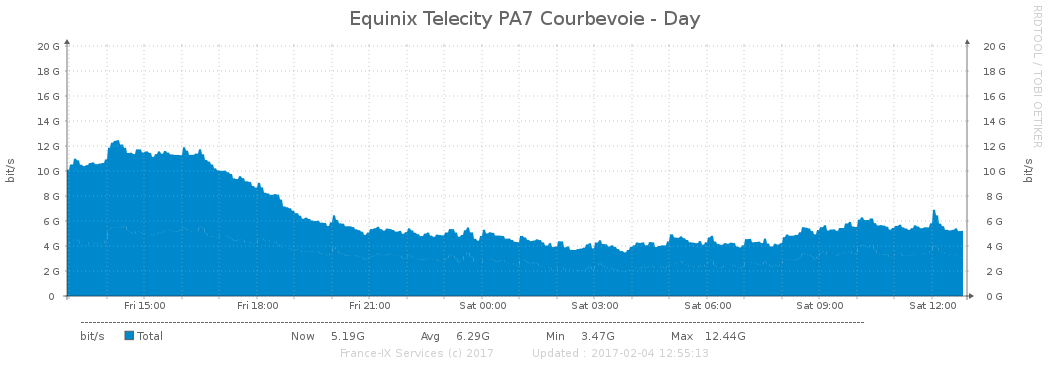 Equinix Telecity PA7 Courbevoie - Day
RRDTOOL / TOBI OETIKER
20 G 20 G
18 G 18 G
16 G 16 G
14 G 14 G
12 G 12 G
10 G 10 G
8 G 8 G
6 G 6 G
4 G 4 G
2 G 2 G
0 0 G
bit/s bit/s
Fri 15:00 Fri 18:00 Fri 21:00 Sat 00:00 Sat 03:00 Sat 06:00 Sat 09:00 Sat 12:00
bit/s Total Now 5.19G Avg 6.29G Min 3.47G Max 12.44G
France-IX Services (c) 2017 Updated : 2017-02-04 12:55:13